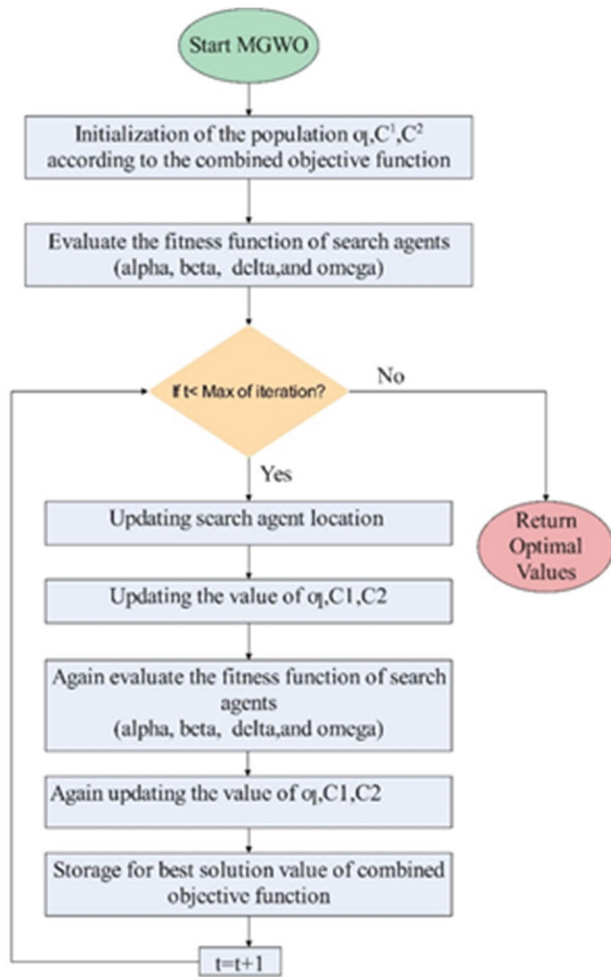 Start MGWO
Initialization of the population α,C¹,C²
according to the combined objective function
Evaluate the fitness function of search agents
(alpha, beta, delta,and omega)
If t< Max of iteration?
No
Yes
Updating search agent location
Return
Optimal
Values
Updating the value of α,C1,C2
Again evaluate the fitness function of search
agents
(alpha, beta, delta,and omega)
Again updating the value of α,C1,C2
Storage for best solution value of combined
objective function
t=t+1